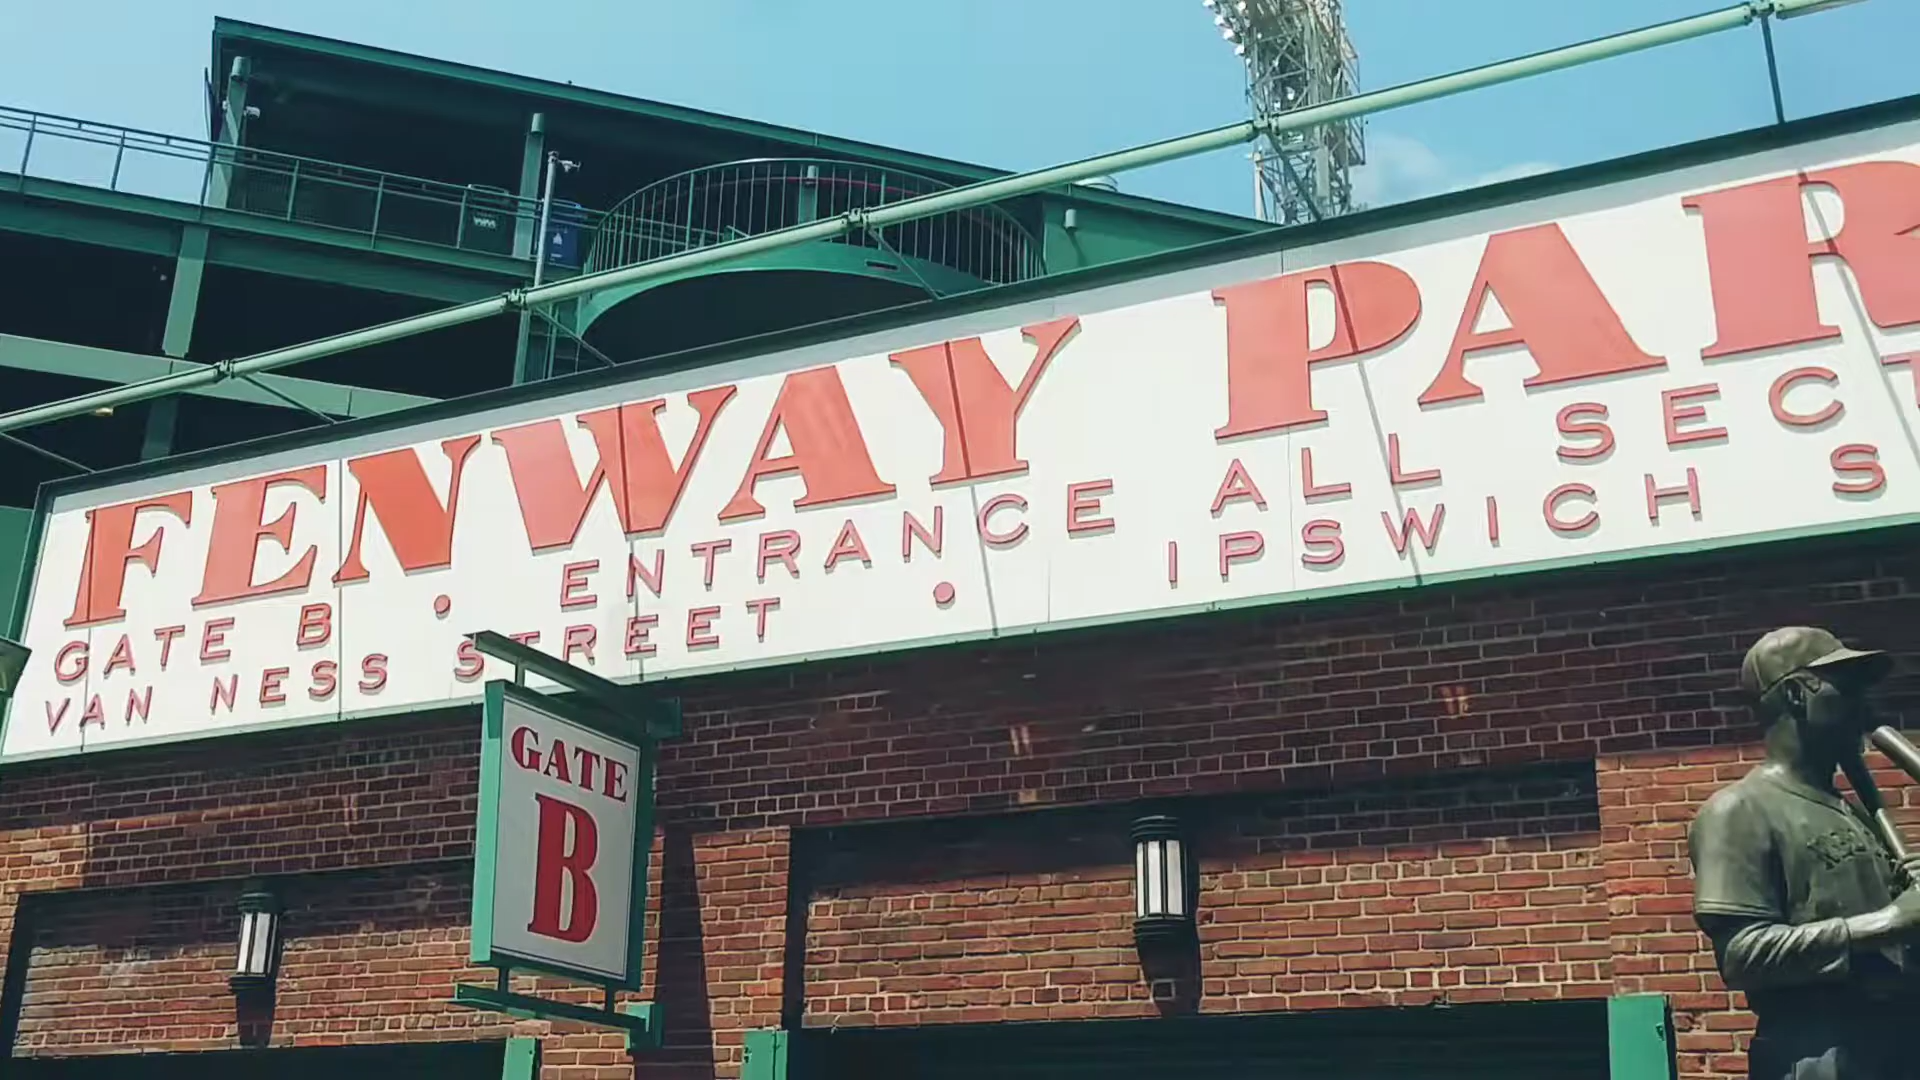 FENWAY PAR
GATE B • ENTRANCE ALL SECT
VAN NESS STREET • IPSWICH S
GATE
B